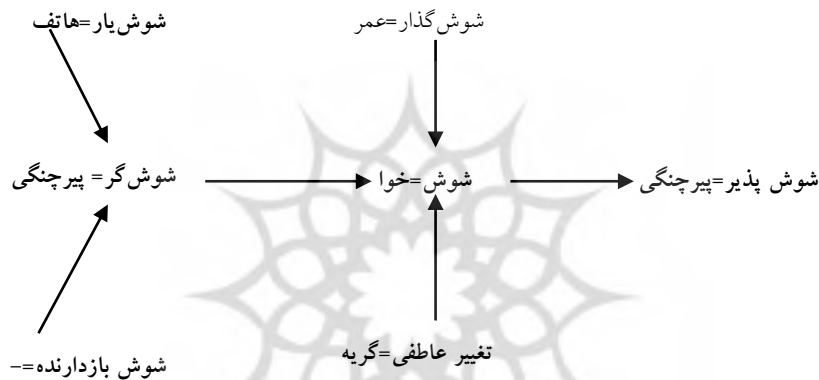 شوش‌یار=هاتف
شوش‌گذار=عمر
شوش‌گر= پیرچنگی
شوش=خوا
شوش پذیر=پیرچنگی
تغییر عاطفی=گریه
شوش بازدارنده=-